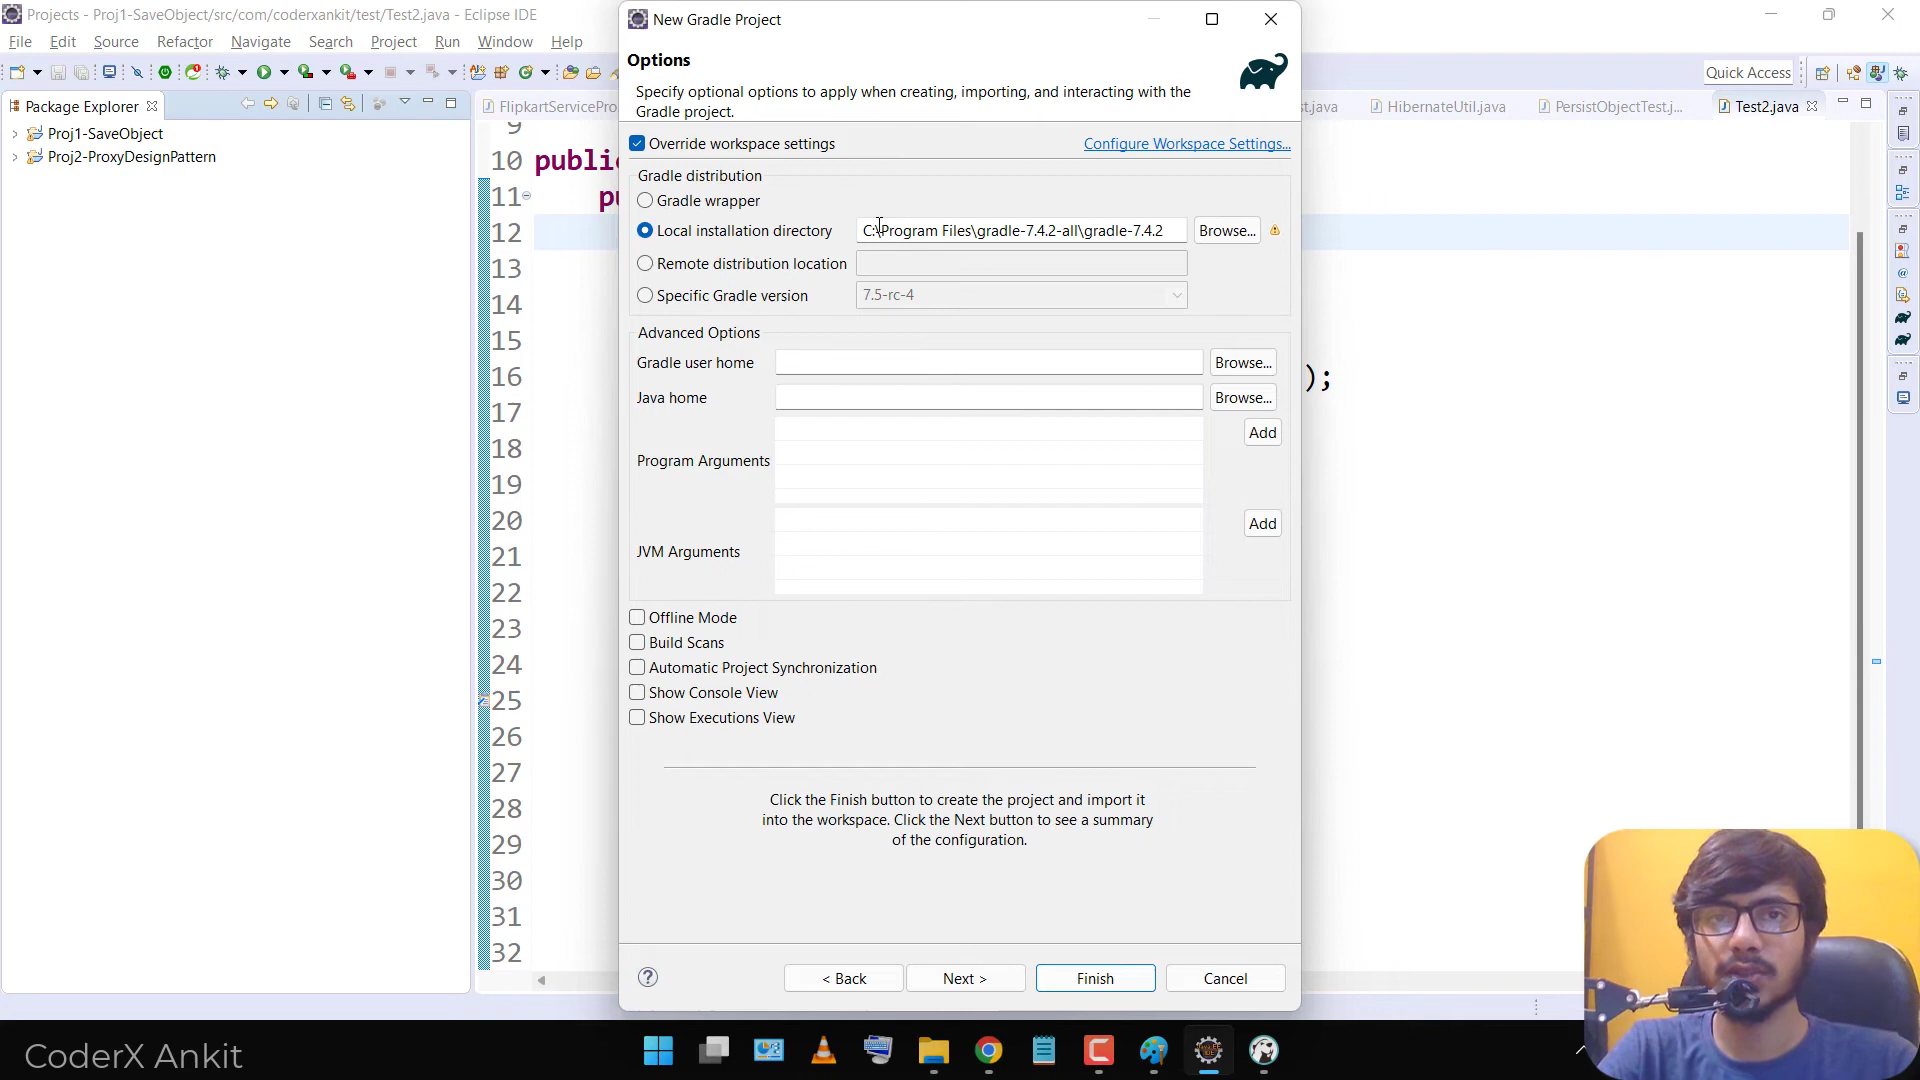 Projects - Proj1-SaveObject/src/com/coderxankit/test/Test2.java - Eclipse IDE
File Edit Source Refactor Navigate Search Project Run Window Help
Quick Access
Package Explorer
Proj1-SaveObject
Proj2-ProxyDesignPattern
FlipkartServicePro
st.java
HibernateUtil.java
PersistObjectTest.j...
Test2.java
9
10 public
11
12
13
14
15
16 );
17
18
19
20
21
22
23
24
25
26
27
28
29
30
31
32
New Gradle Project
Options
Specify optional options to apply when creating, importing, and interacting with the
Gradle project.
Override workspace settings
Configure Workspace Settings...
Gradle distribution
Gradle wrapper
Local installation directory C:\Program Files\gradle-7.4.2-all\gradle-7.4.2 Browse...
Remote distribution location
Specific Gradle version 7.5-rc-4
Advanced Options
Gradle user home Browse...
Java home Browse...
Add
Program Arguments
Add
JVM Arguments
Offline Mode
Build Scans
Automatic Project Synchronization
Show Console View
Show Executions View
Click the Finish button to create the project and import it
into the workspace. Click the Next button to see a summary
of the configuration.
< Back Next > Finish Cancel
CoderX Ankit